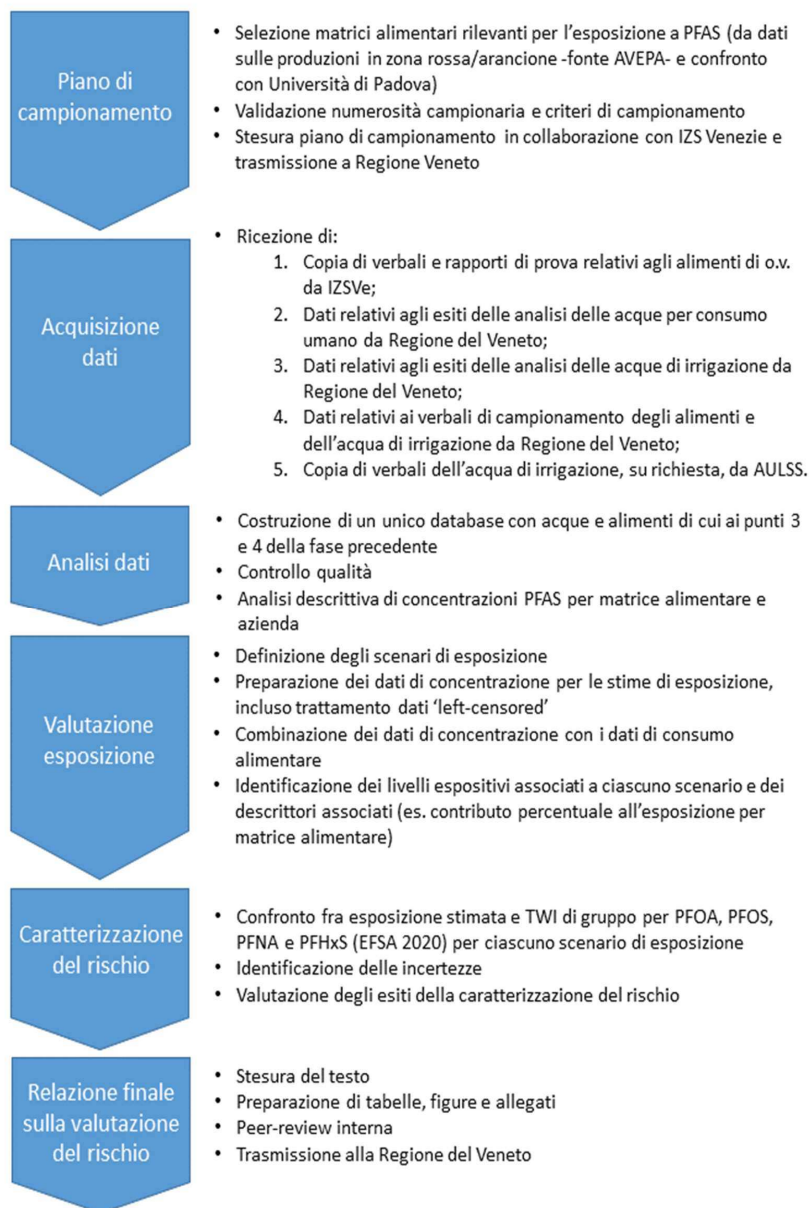 Piano di
campionamento
• Selezione matrici alimentari rilevanti per l'esposizione a PFAS (da dati
sulle produzioni in zona rossa/arancione -fonte AVEPA- e confronto
con Università di Padova)
• Validazione numerosità campionaria e criteri di campionamento
• Stesura piano di campionamento in collaborazione con IZS Venezie e
trasmissione a Regione Veneto
Acquisizione
dati
• Ricezione di:
1. Copia di verbali e rapporti di prova relativi agli alimenti di o.v.
da IZSVe;
2. Dati relativi agli esiti delle analisi delle acque per consumo
umano da Regione del Veneto;
3. Dati relativi agli esiti delle analisi delle acque di irrigazione da
Regione del Veneto;
4. Dati relativi ai verbali di campionamento degli alimenti e
dell'acqua di irrigazione da Regione del Veneto;
5. Copia di verbali dell'acqua di irrigazione, su richiesta, da AULSS.
Analisi dati
• Costruzione di un unico database con acque e alimenti di cui ai punti 3
e 4 della fase precedente
• Controllo qualità
• Analisi descrittiva di concentrazioni PFAS per matrice alimentare e
azienda
Valutazione
esposizione
• Definizione degli scenari di esposizione
• Preparazione dei dati di concentrazione per le stime di esposizione,
incluso trattamento dati 'left-censored'
• Combinazione dei dati di concentrazione con i dati di consumo
alimentare
• Identificazione dei livelli espositivi associati a ciascuno scenario e dei
descrittori associati (es. contributo percentuale all'esposizione per
matrice alimentare)
Caratterizzazione
del rischio
• Confronto fra esposizione stimata e TWI di gruppo per PFOA, PFOS,
PFNA e PFHxS (EFSA 2020) per ciascuno scenario di esposizione
• Identificazione delle incertezze
• Valutazione degli esiti della caratterizzazione del rischio
Relazione finale
sulla valutazione
del rischio
• Stesura del testo
• Preparazione di tabelle, figure e allegati
• Peer-review interna
• Trasmissione alla Regione del Veneto